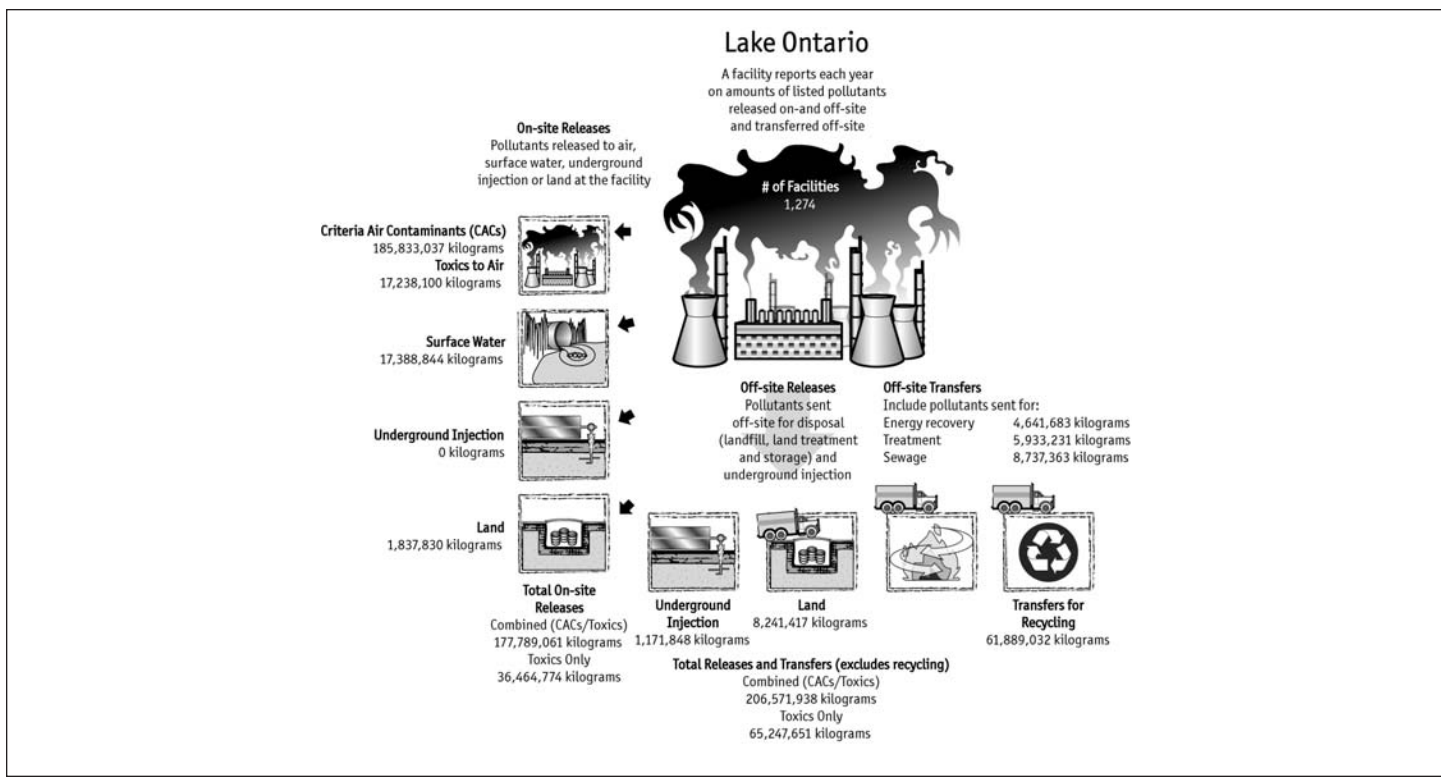 Lake Ontario
A facility reports each year
on amounts of listed pollutants
released on-and off-site
and transferred off-site
# of Facilities
1,274
On-site Releases
Pollutants released to air,
surface water, underground
injection or land at the facility
Criteria Air Contaminants (CACs)
185,833,037 kilograms
Toxics to Air
17,238,100 kilograms
Surface Water
17,388,844 kilograms
Underground Injection
0 kilograms
Land
1,837,830 kilograms
Total On-site
Releases
Combined (CACs/Toxics)
177,789,061 kilograms
Toxics Only
36,464,774 kilograms
Off-site Releases
Pollutants sent
off-site for disposal
(landfill, land treatment
and storage) and
underground injection
Underground
Injection
1,171,848 kilograms
Land
8,241,417 kilograms
Off-site Transfers
Include pollutants sent for:
Energy recovery 4,641,683 kilograms
Treatment 5,933,231 kilograms
Sewage 8,737,363 kilograms
Transfers for
Recycling
61,889,032 kilograms
Total Releases and Transfers (excludes recycling)
Combined (CACs/Toxics)
206,571,938 kilograms
Toxics Only
65,247,651 kilograms